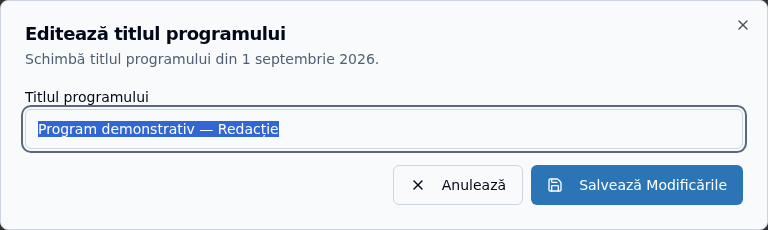 Editează titlul programului
Schimbă titlul programului din 1 septembrie 2026.
Titlul programului
Program demonstrativ — Redacție
Anulează
Salvează Modificările